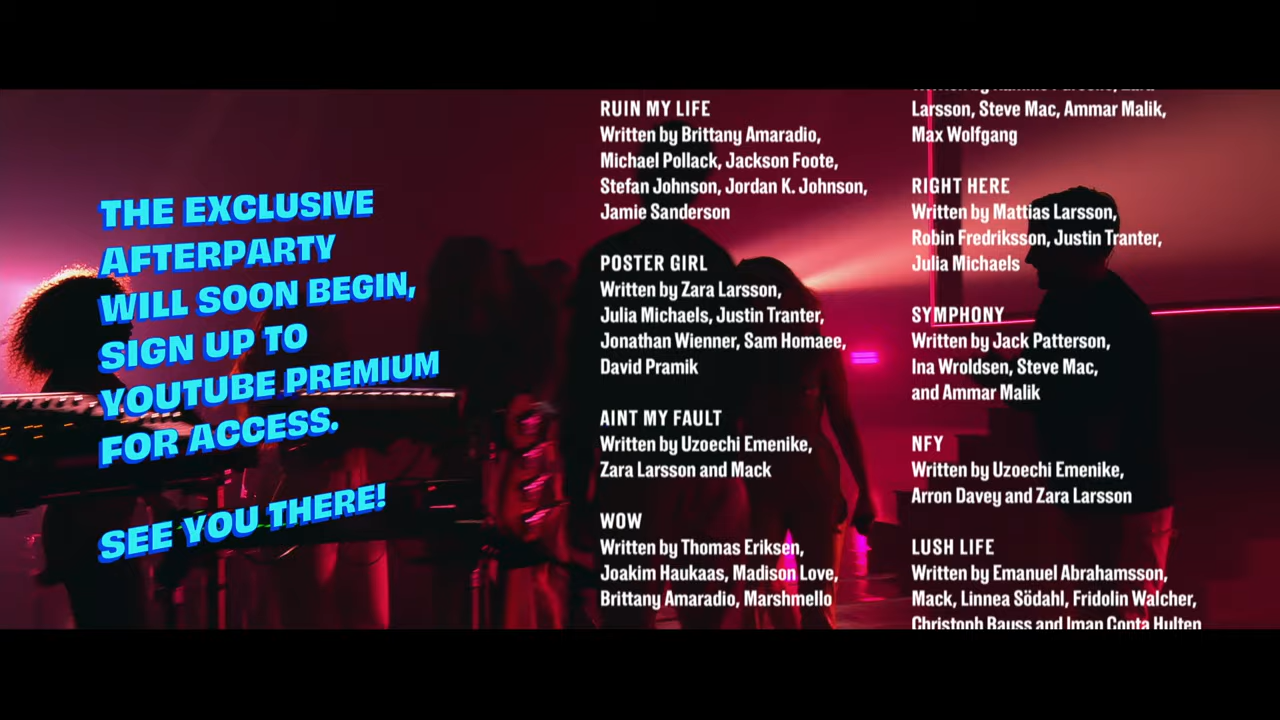 THE EXCLUSIVE
AFTERPARTY
WILL SOON BEGIN,
SIGN UP TO
YOUTUBE PREMIUM
FOR ACCESS.
SEE YOU THERE!
RUIN MY LIFE
Written by Brittany Amaradio,
Michael Pollack, Jackson Foote,
Stefan Johnson, Jordan K. Johnson,
Jamie Sanderson
POSTER GIRL
Written by Zara Larsson,
Julia Michaels, Justin Tranter,
Jonathan Wienner, Sam Homaee,
David Pramik
AINT MY FAULT
Written by Uzoechi Emenike,
Zara Larsson and Mack
WOW
Written by Thomas Eriksen,
Joakim Haukaas, Madison Love,
Brittany Amaradio, Marshmello
Larsson, Steve Mac, Ammar Malik,
Max Wolfgang
RIGHT HERE
Written by Mattias Larsson,
Robin Fredriksson, Justin Tranter,
Julia Michaels
SYMPHONY
Written by Jack Patterson,
Ina Wroldsen, Steve Mac,
and Ammar Malik
NFY
Written by Uzoechi Emenike,
Arron Davey and Zara Larsson
LUSH LIFE
Written by Emanuel Abrahamsson,
Mack, Linnea Södahl, Fridolin Walcher,
Christoph Bauss and Iman Conta Hulten